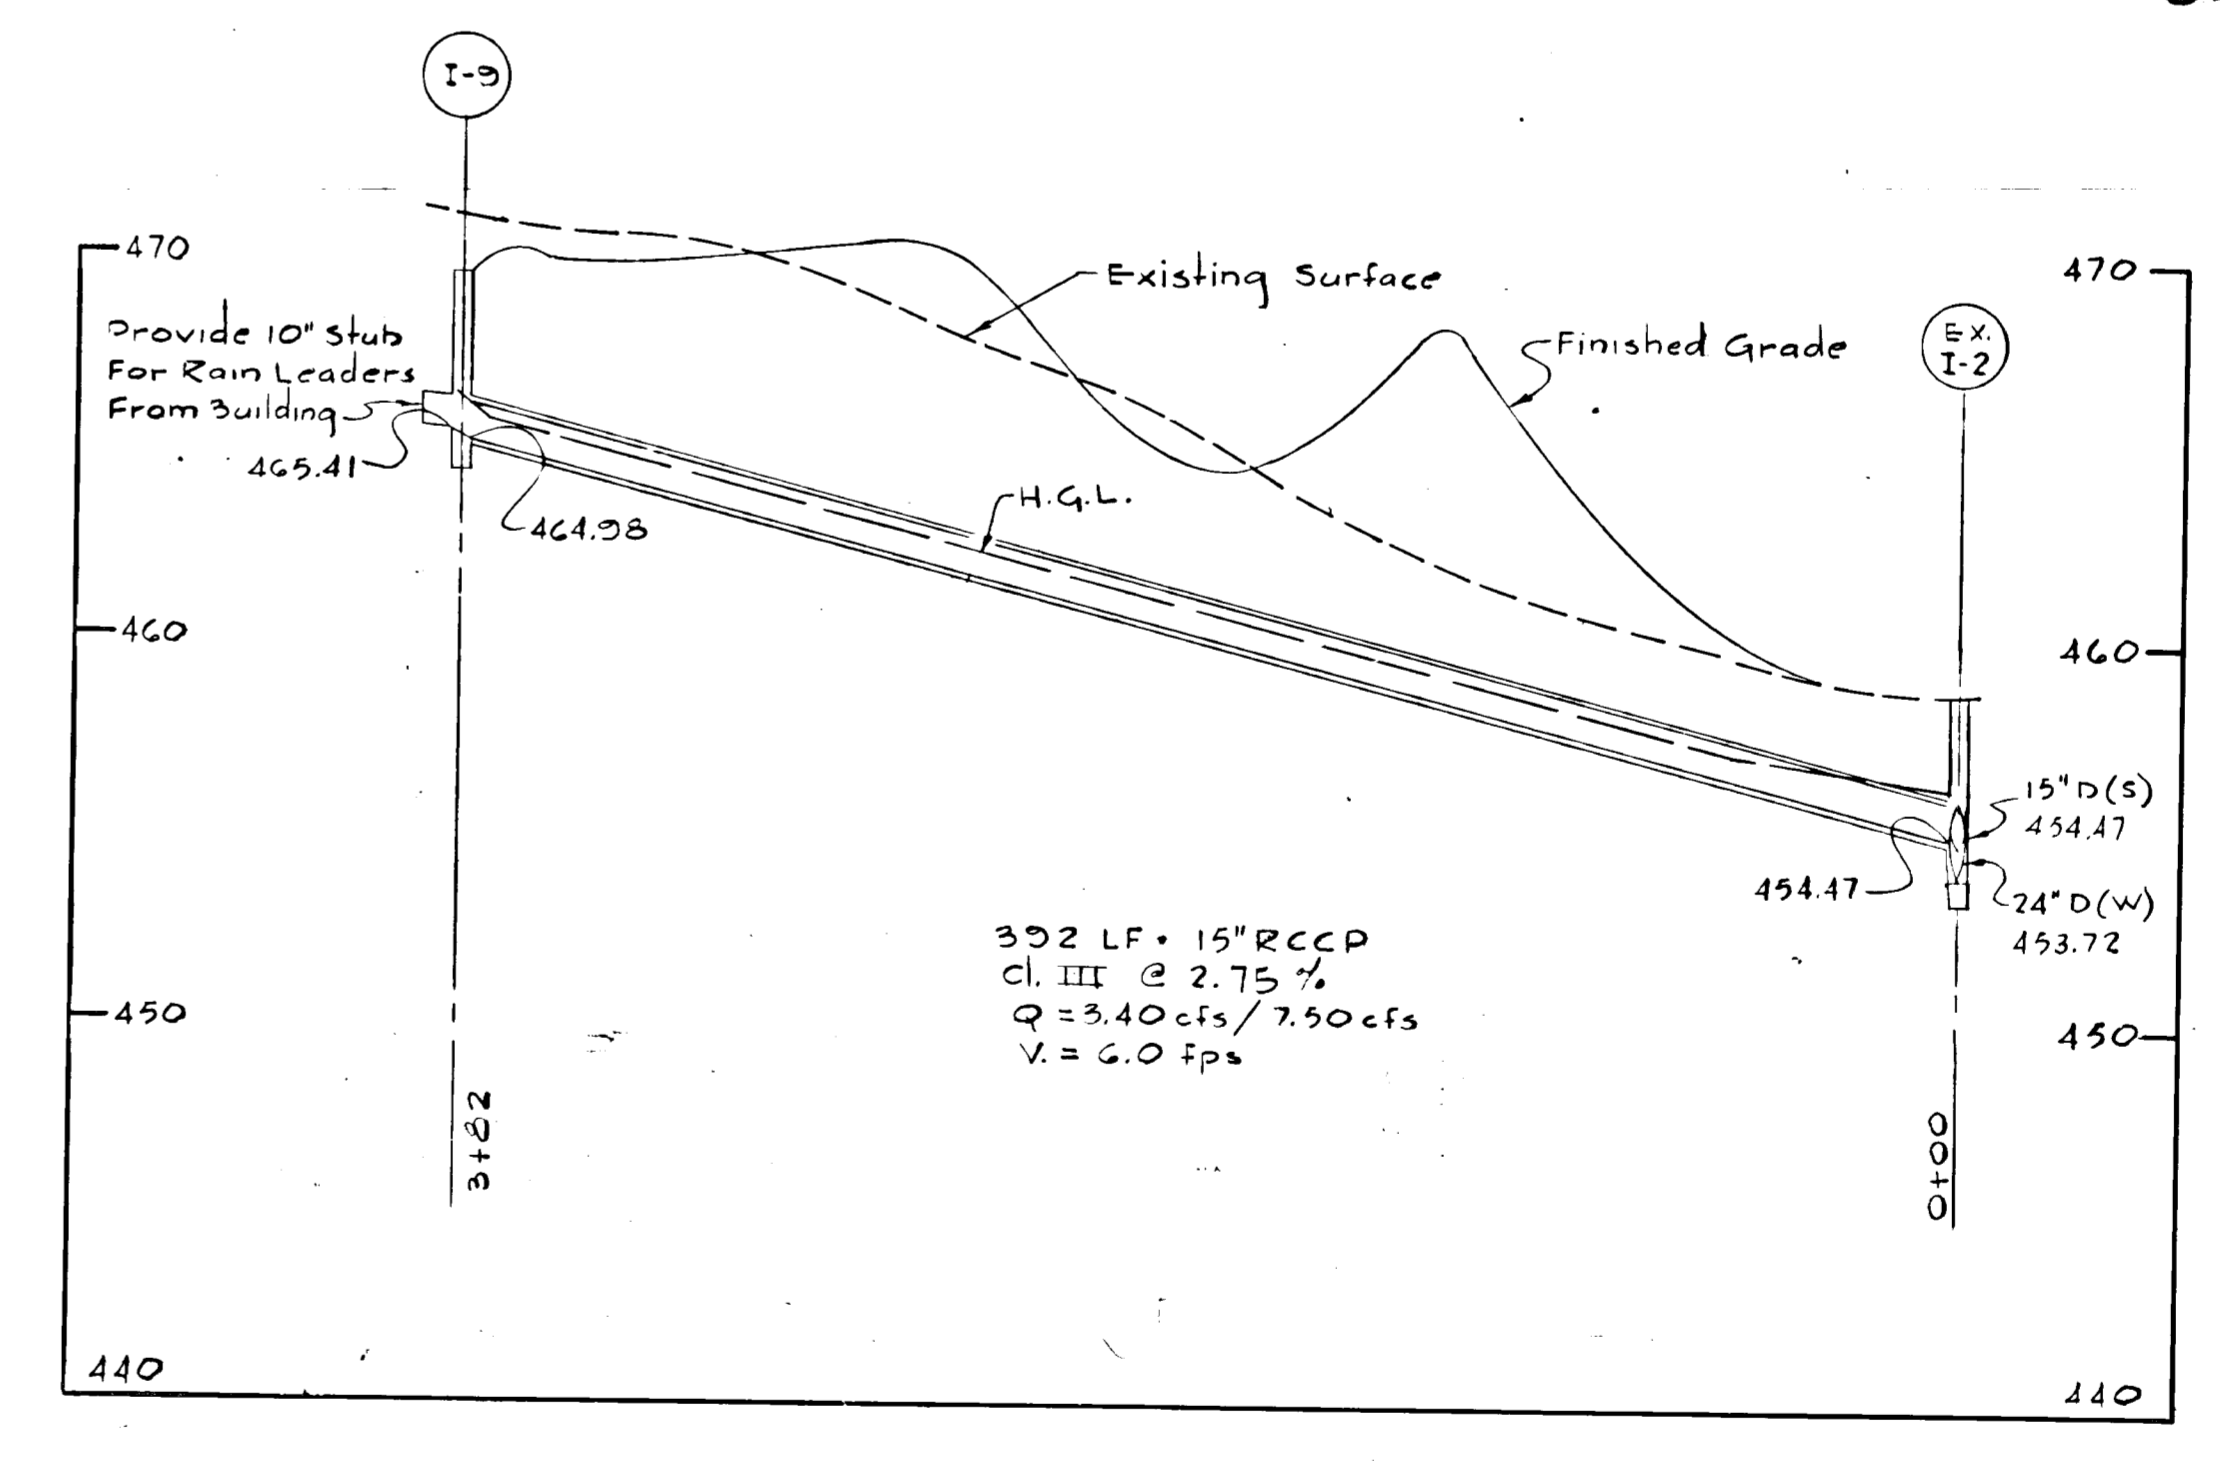 I-9
470
Provide 10" Stub
For Rain Leaders
From Building
465.41
464.98
H.G.L.
Existing Surface
Finished Grade
470
EX.
I-2
460
460
15" D(S)
454.47
454.47
24" D(W)
453.72
392 LF. 15" RCCP
Cl. III @ 2.75 %
Q = 3.40 cfs / 7.50 cfs
V. = 6.0 fps
450
450
3+82
0+00
440
440